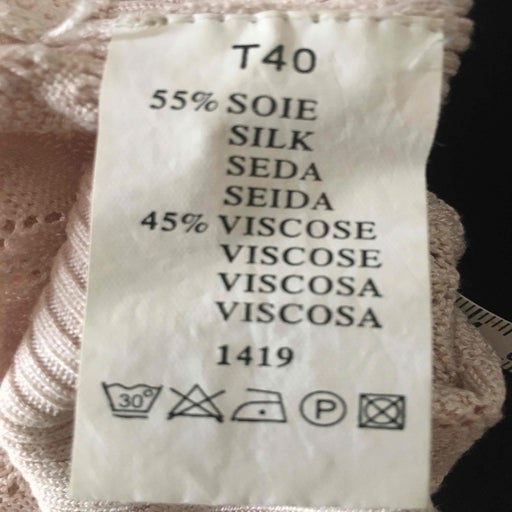 T40
55% SOIE
SILK
SEDA
SEIDA
45% VISCOSE
VISCOSE
VISCOSA
VISCOSA
1419
30° P